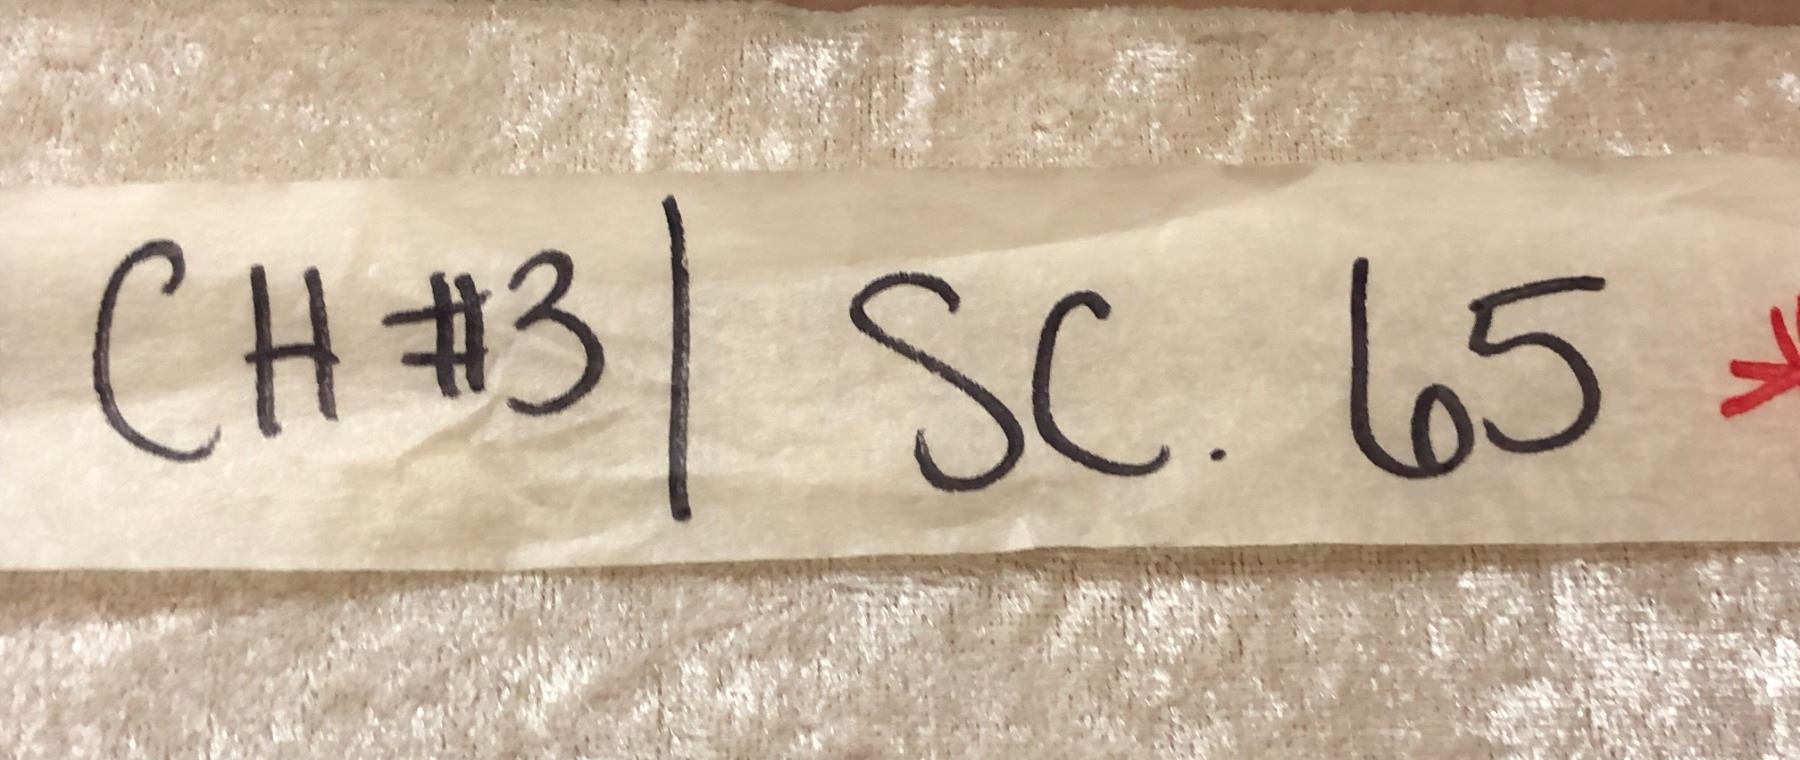 CH #3 | SC. 65 *